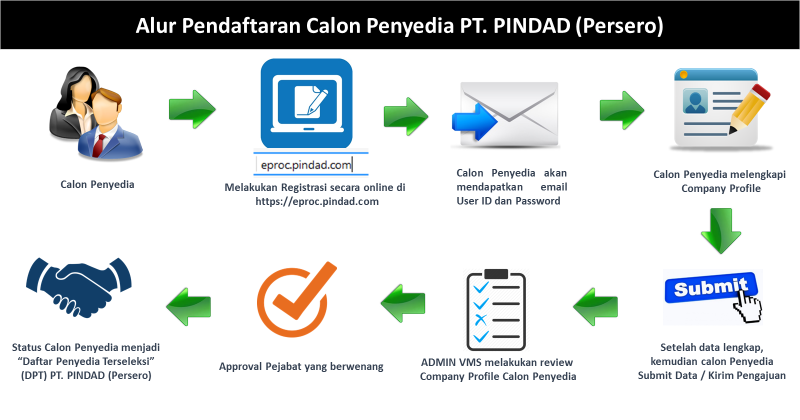 Alur Pendaftaran Calon Penyedia PT. PINDAD (Persero)
eproc.pindad.com
Calon Penyedia
Melakukan Registrasi secara online di
https://eproc.pindad.com
Calon Penyedia akan
mendapatkan email
User ID dan Password
Calon Penyedia melengkapi
Company Profile
Submit
Setelah data lengkap,
kemudian calon Penyedia
Submit Data / Kirim Pengajuan
ADMIN VMS melakukan review
Company Profile Calon Penyedia
Approval Pejabat yang berwenang
Status Calon Penyedia menjadi
“Daftar Penyedia Terseleksi”
(DPT) PT. PINDAD (Persero)